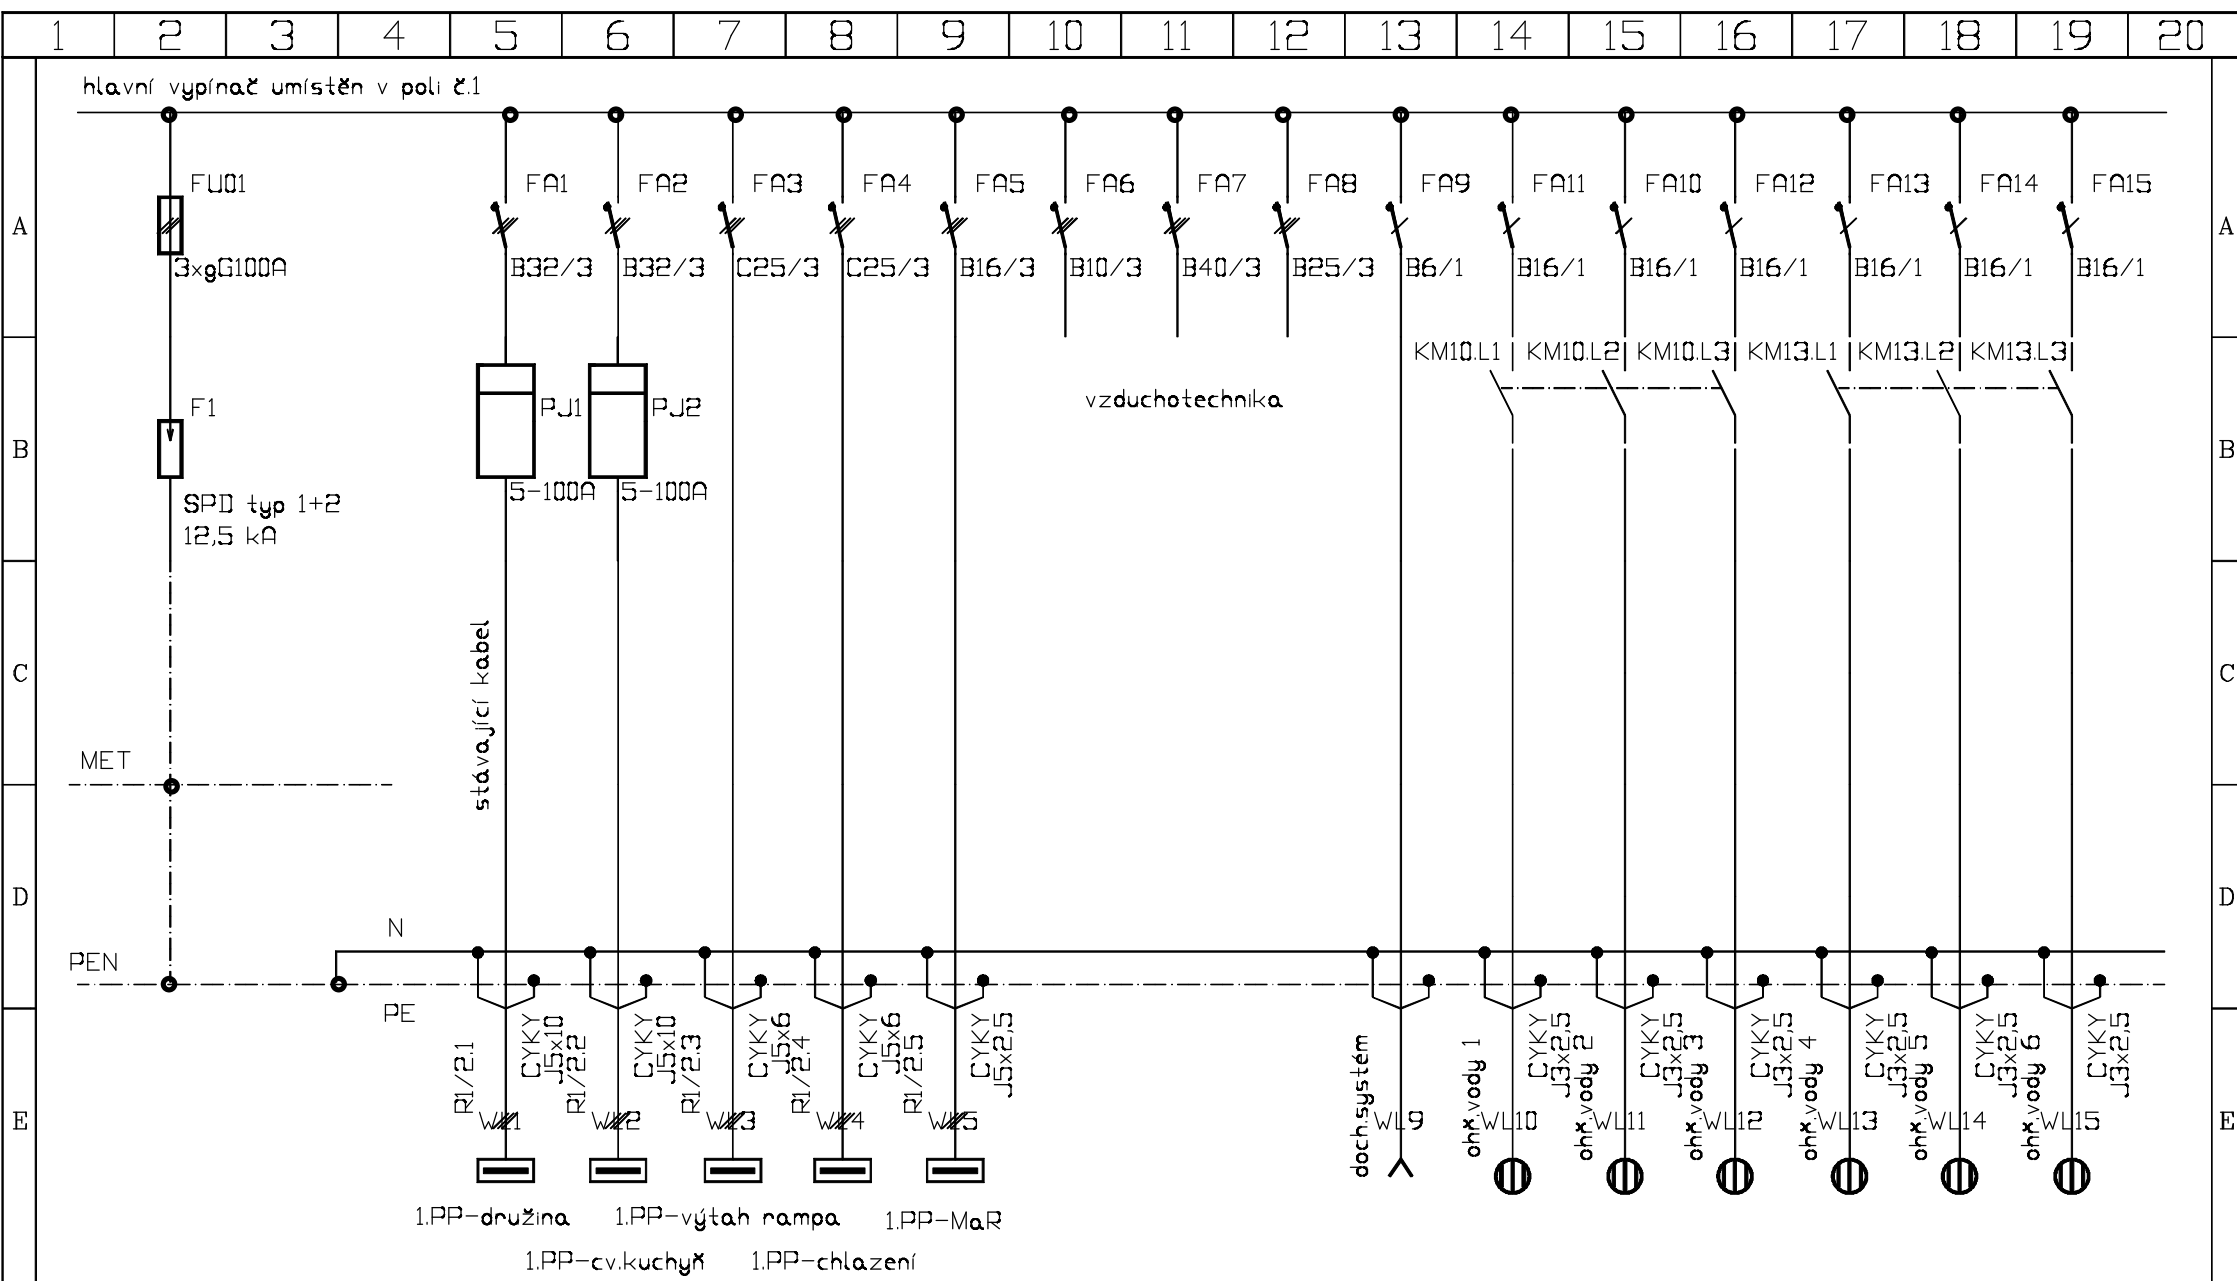 1 2 3 4 5 6 7 8 9 10 11 12 13 14 15 16 17 18 19 20
hlavní vypínač umístěn v poli č.1
FU01 FA1 FA2 FA3 FA4 FA5 FA6 FA7 FA8 FA9 FA11 FA10 FA12 FA13 FA14 FA15
A A
3xgG100A B32/3 B32/3 C25/3 C25/3 B16/3 B10/3 B40/3 B25/3 B6/1 B16/1 B16/1 B16/1 B16/1 B16/1 B16/1
KM10.L1 KM10.L2 KM10.L3 KM13.L1 KM13.L2 KM13.L3
vzduchotechnika
F1 PJ1 PJ2
B B
5-100A 5-100A
SPD typ 1+2
12,5 kA
stávající kabel
C C
MET
D D
N
PEN
PE
R1/2.1
CYKY
J5x10
R1/2.2
CYKY
J5x10
R1/2.3
CYKY
J5x6
R1/2.4
CYKY
J5x6
R1/2.5
CYKY
J5x2,5
doch.systém
ohř.vody 1
CYKY
J3x2,5
ohř.vody 2
CYKY
J3x2,5
ohř.vody 3
CYKY
J3x2,5
ohř.vody 4
CYKY
J3x2,5
ohř.vody 5
CYKY
J3x2,5
ohř.vody 6
CYKY
J3x2,5
E E
WL1 WL2 WL3 WL4 WL5 WL9 WL10 WL11 WL12 WL13 WL14 WL15
1.PP-družina 1.PP-výtah rampa 1.PP-MaR
1.PP-cv.kuchyň 1.PP-chlazení